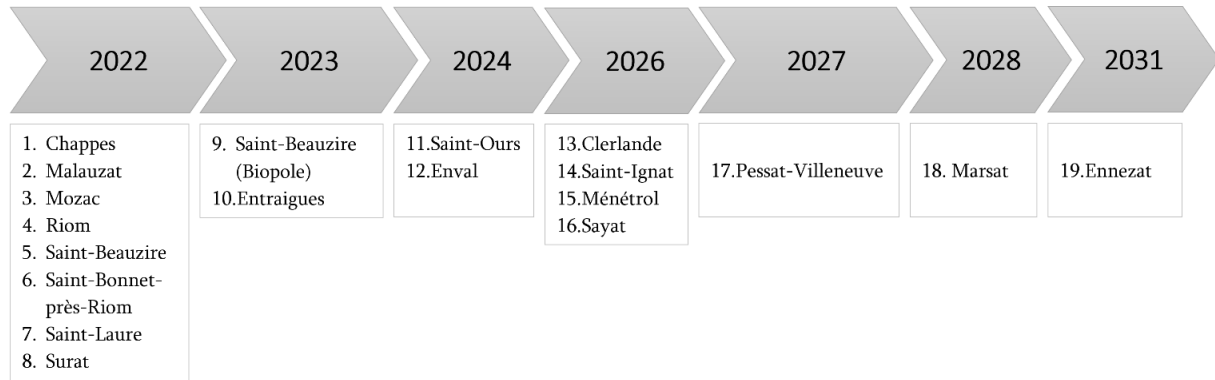 2022
2023
2024
2026
2027
2028
2031
1. Chappes
2. Malauzat
3. Mozac
4. Riom
5. Saint-Beauzire
6. Saint-Bonnet-
près-Riom
7. Saint-Laure
8. Surat
9. Saint-Beauzire
(Biopole)
10.Entraigues
11.Saint-Ours
12.Enval
13.Clerlande
14.Saint-Ignat
15.Ménétrol
16.Sayat
17.Pessat-Villeneuve
18. Marsat
19.Ennezat